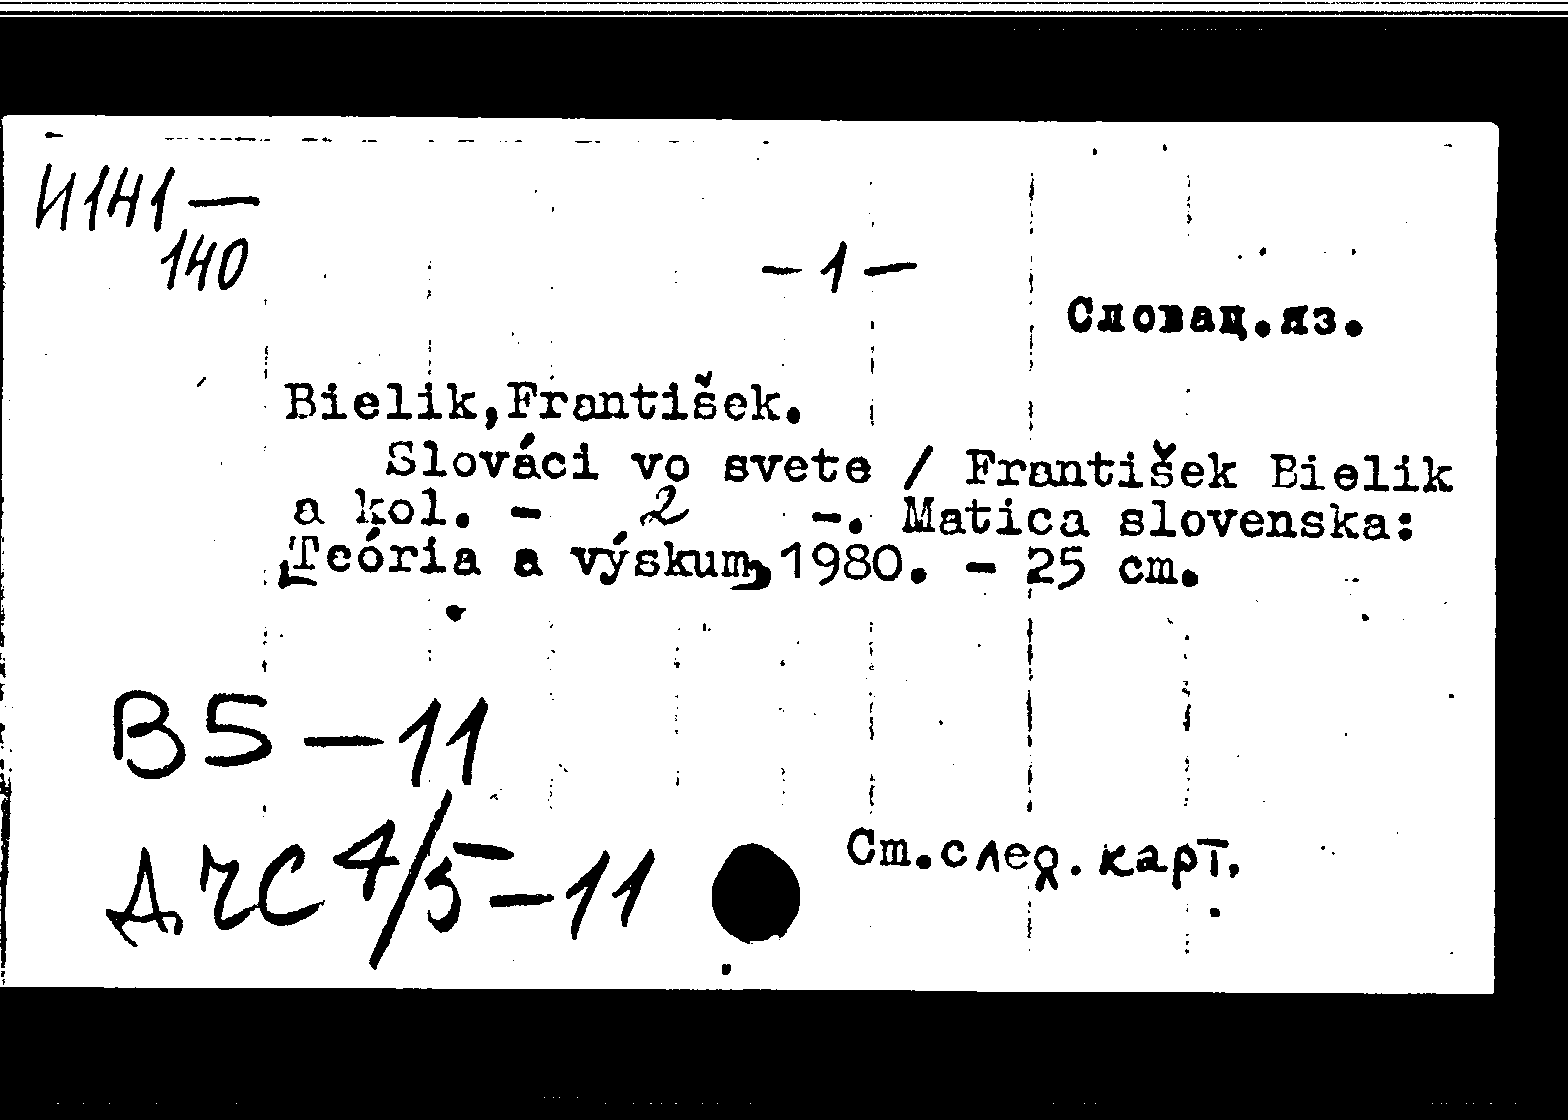 И141—
140
— 1 —
Словац.яз.
Bielik,František.
Slováci vo svete / František Bielik
a kol. - 2 -. Matica slovenska:
Teória a výskum, 1980. - 25 cm.
B5-11
ДЧС 4/5-11
См.след.карт.